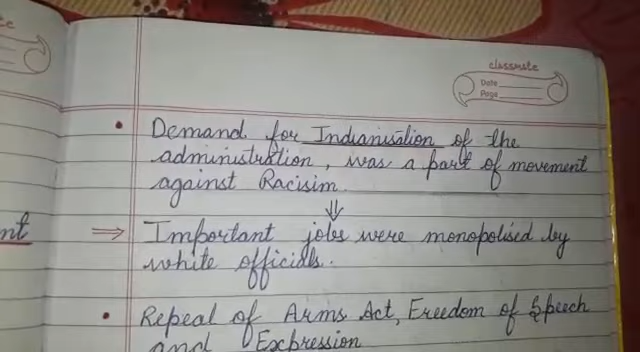 te
classmate
Date
Page
• Demand for Indianisation of the
administration, was a part of movement
against Racisim.
⇓
nt ⇒ Important jobs were monopolised by
white officials.
• Repeal of Arms Act, Freedom of Speech
and Expression